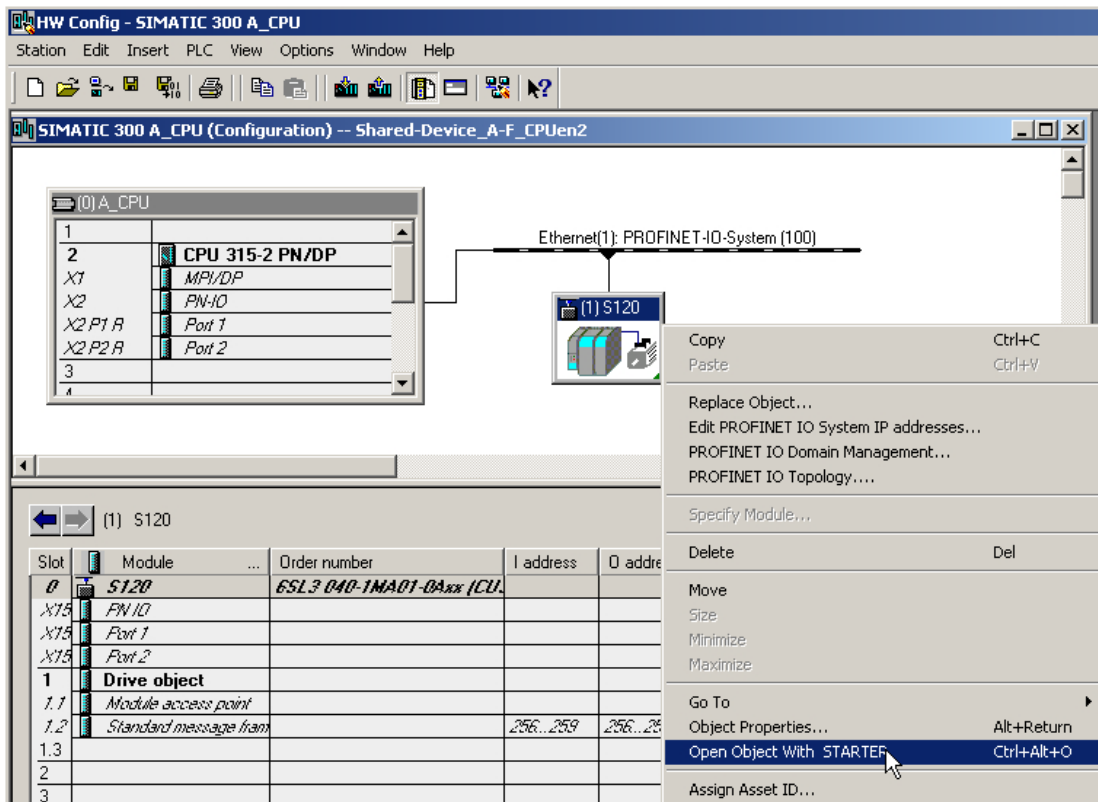 HW Config - SIMATIC 300 A_CPU
Station Edit Insert PLC View Options Window Help
SIMATIC 300 A_CPU (Configuration) -- Shared-Device_A-F_CPUen2
(0) A_CPU
1
2 CPU 315-2 PN/DP
X1 MPI/DP
X2 PN-IO
X2 P1 R Port 1
X2 P2 R Port 2
3
4
Ethernet(1): PROFINET-IO-System (100)
(1) S120
Copy Ctrl+C
Paste Ctrl+V
Replace Object...
Edit PROFINET IO System IP addresses...
PROFINET IO Domain Management...
PROFINET IO Topology....
Specify Module...
Delete Del
Move
Size
Minimize
Maximize
Go To
Object Properties... Alt+Return
Open Object With STARTER Ctrl+Alt+O
Assign Asset ID...
(1) S120
Slot Module ... Order number I address O addre
0 S120 6SL3 040-1MA01-0Axx (CU.
X15 PN IO
X15 Port 1
X15 Port 2
1 Drive object
1.1 Module access point
1.2 Standard message fram 256...259 256...25
1.3
2
3